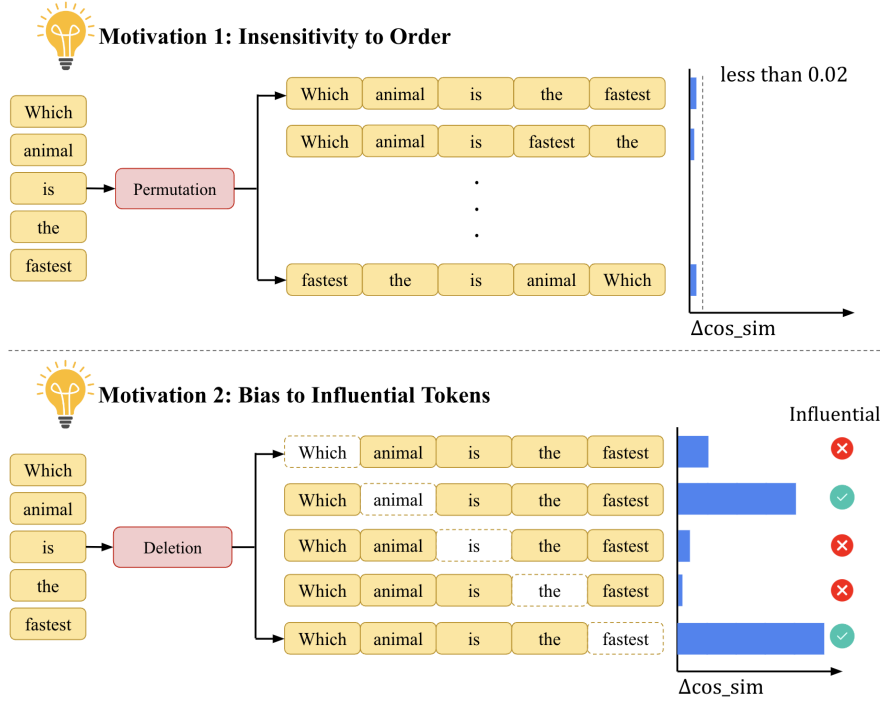 Motivation 1: Insensitivity to Order
less than 0.02
Which
animal
is
the
fastest
Permutation
Which animal is the fastest
Which animal is fastest the
.
.
.
fastest the is animal Which
Δcos_sim
Motivation 2: Bias to Influential Tokens
Influential
Which
animal
is
the
fastest
Deletion
Which animal is the fastest
Which animal is the fastest
Which animal is the fastest
Which animal is the fastest
Which animal is the fastest
Δcos_sim